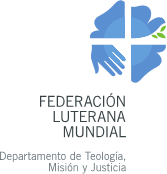 FEDERACIÓN
LUTERANA
MUNDIAL
Departamento de Teología,
Misión y Justicia